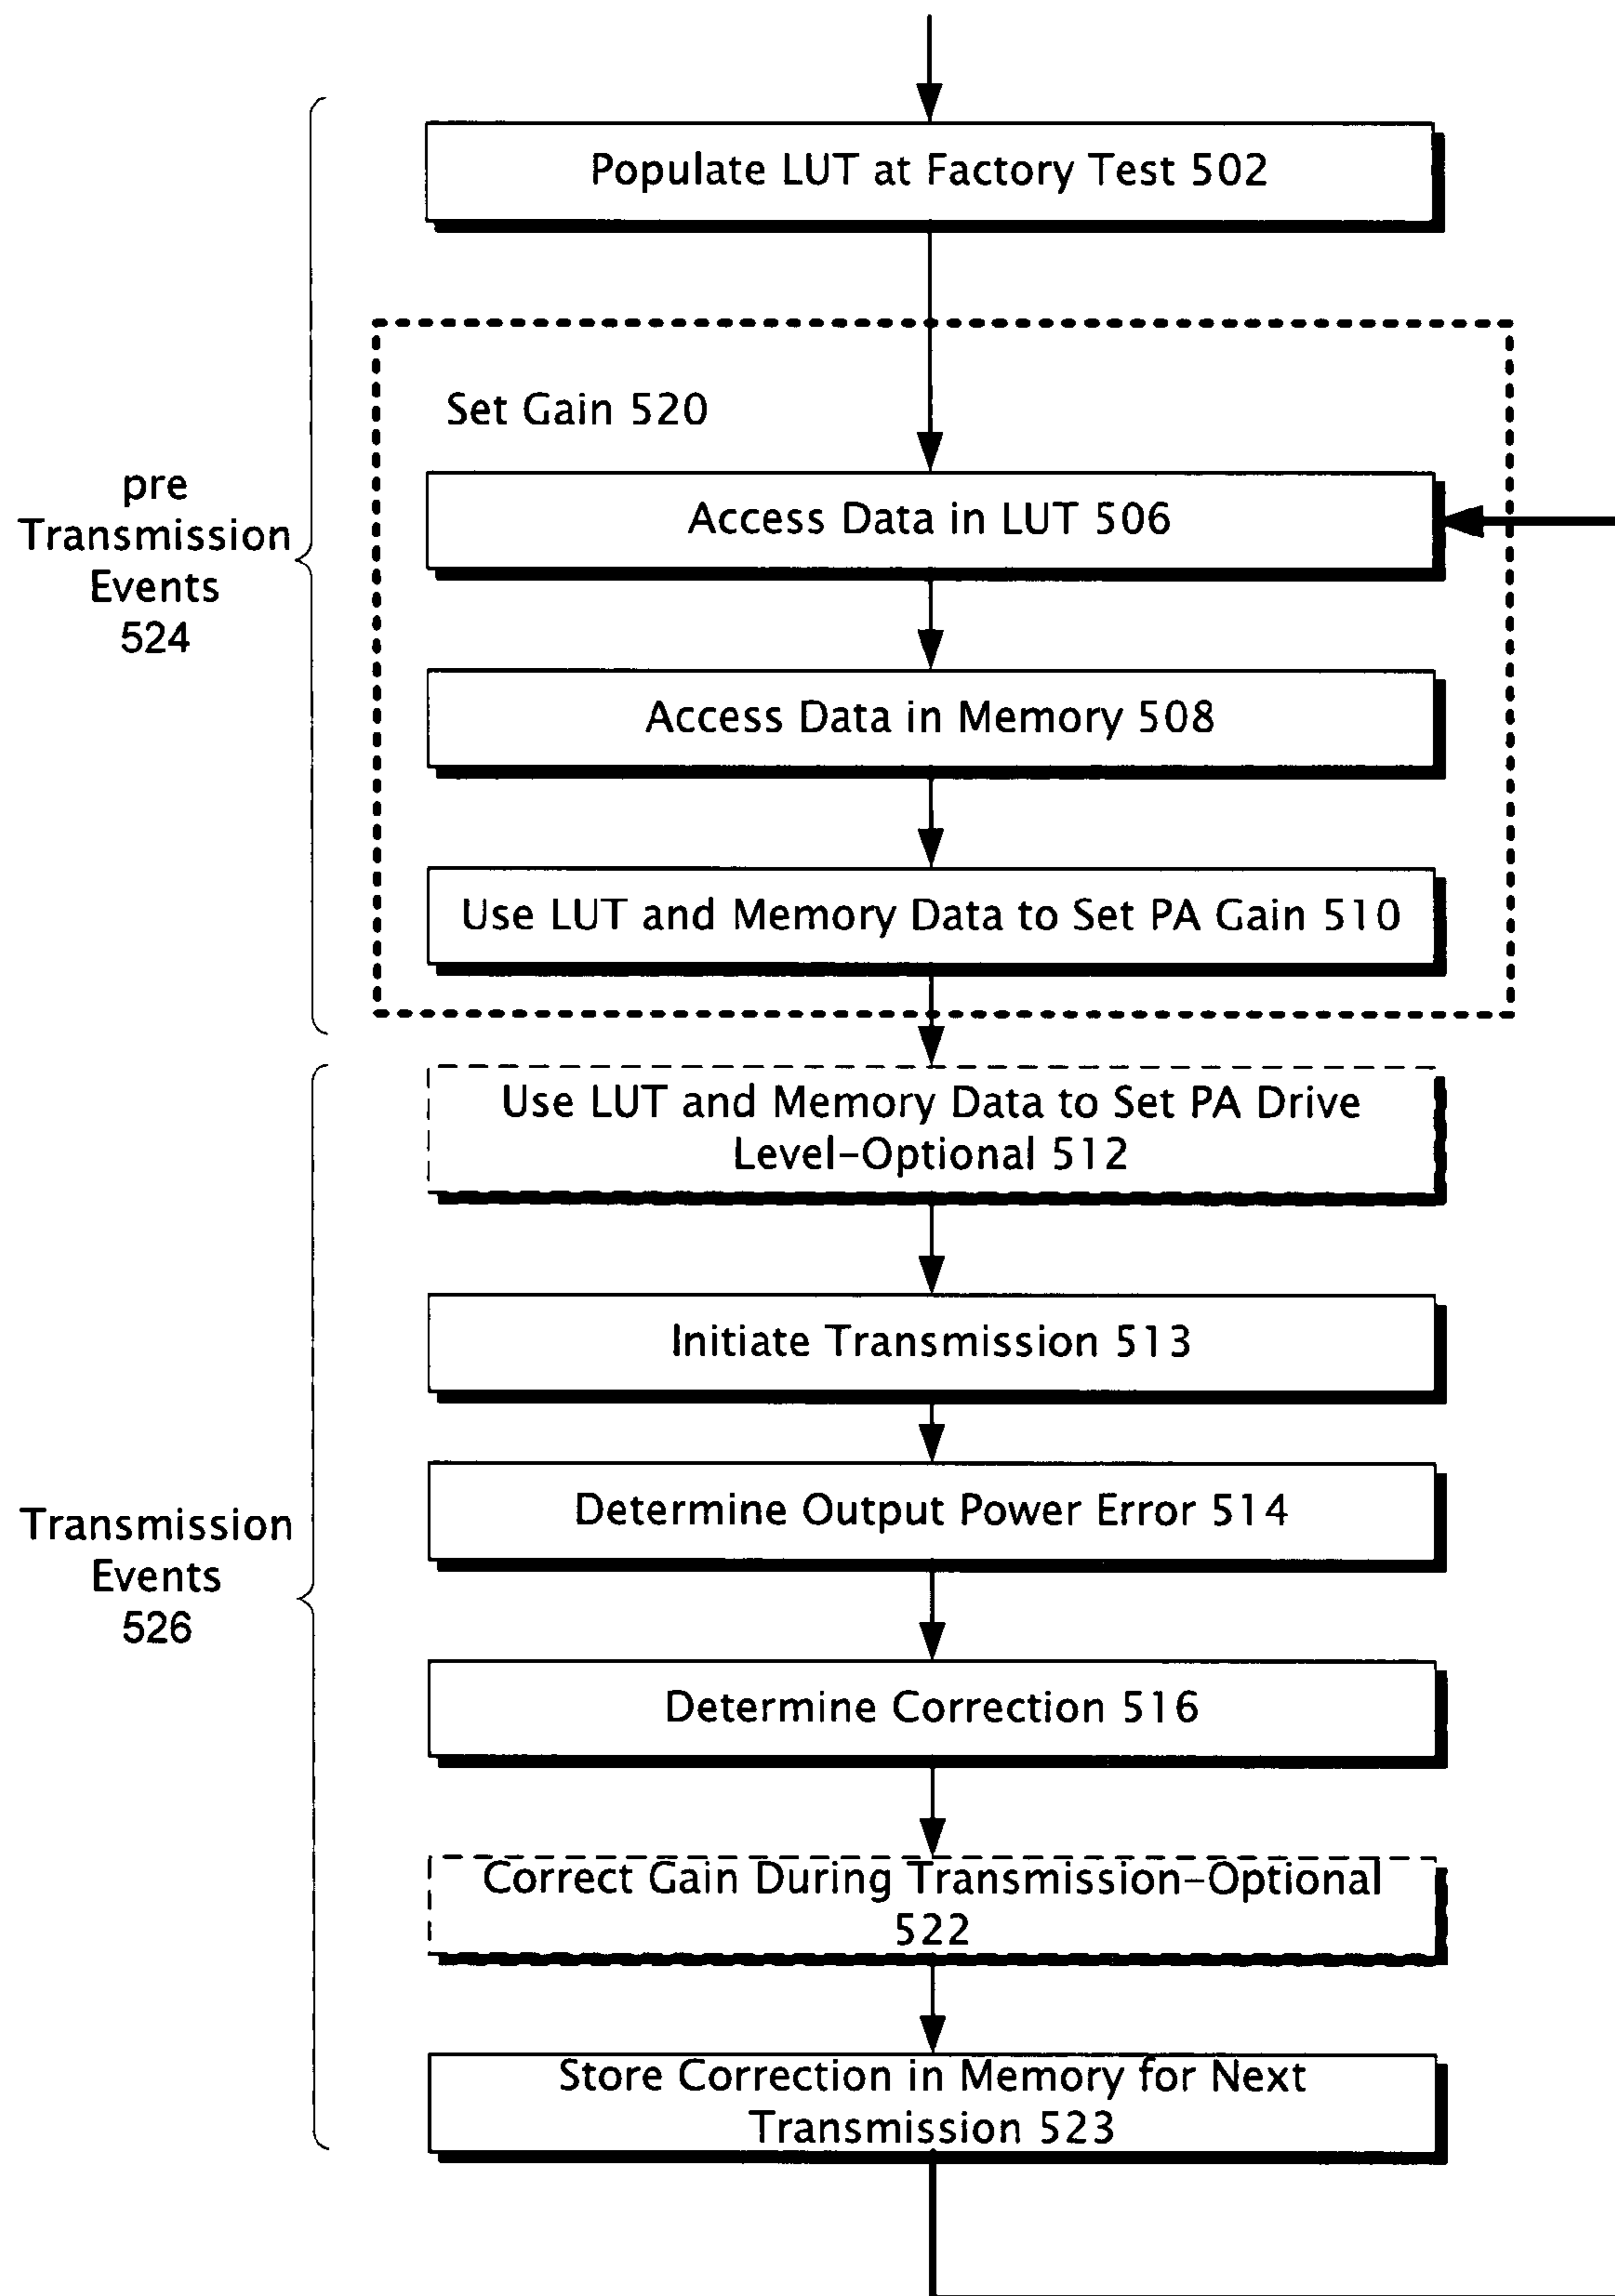 Populate LUT at Factory Test 502
Set Gain 520
pre
Transmission
Events
524
Access Data in LUT 506
Access Data in Memory 508
Use LUT and Memory Data to Set PA Gain 510
Use LUT and Memory Data to Set PA Drive
Level-Optional 512
Initiate Transmission 513
Determine Output Power Error 514
Transmission
Events
526
Determine Correction 516
Correct Gain During Transmission-Optional
522
Store Correction in Memory for Next
Transmission 523